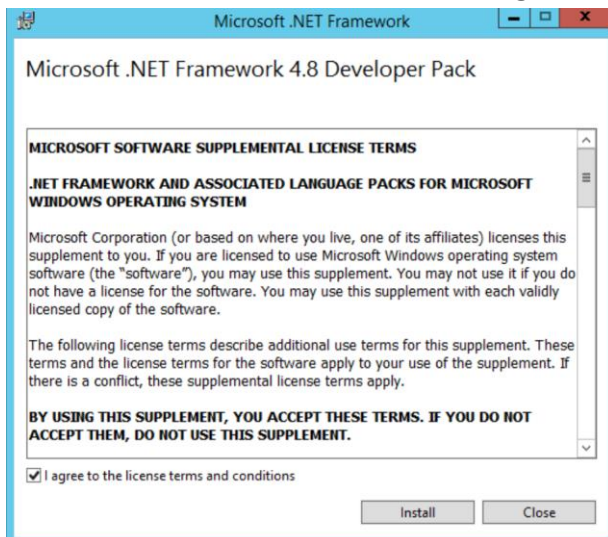 Microsoft .NET Framework
Microsoft .NET Framework 4.8 Developer Pack
MICROSOFT SOFTWARE SUPPLEMENTAL LICENSE TERMS
.NET FRAMEWORK AND ASSOCIATED LANGUAGE PACKS FOR MICROSOFT
WINDOWS OPERATING SYSTEM
Microsoft Corporation (or based on where you live, one of its affiliates) licenses this
supplement to you. If you are licensed to use Microsoft Windows operating system
software (the “software”), you may use this supplement. You may not use it if you do
not have a license for the software. You may use this supplement with each validly
licensed copy of the software.
The following license terms describe additional use terms for this supplement. These
terms and the license terms for the software apply to your use of the supplement. If
there is a conflict, these supplemental license terms apply.
BY USING THIS SUPPLEMENT, YOU ACCEPT THESE TERMS. IF YOU DO NOT
ACCEPT THEM, DO NOT USE THIS SUPPLEMENT.
I agree to the license terms and conditions
Install
Close